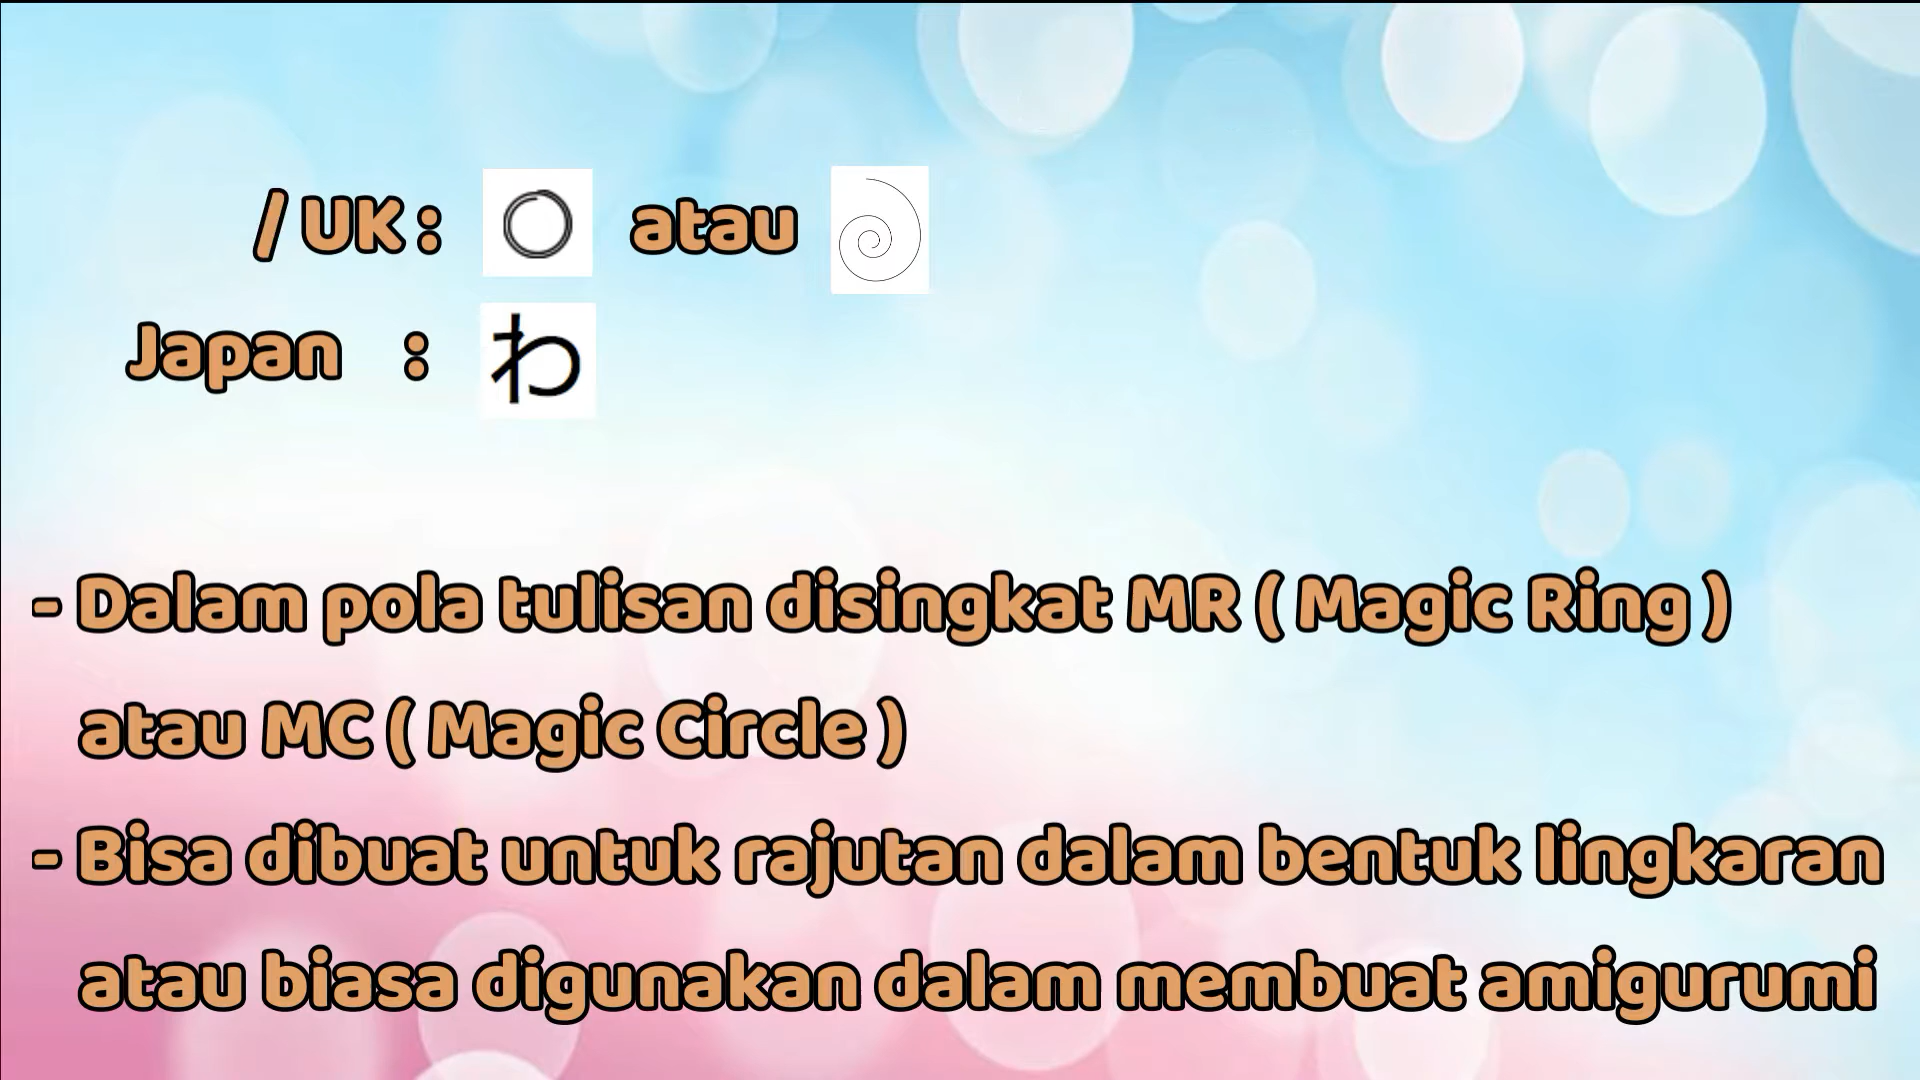 / UK : atau
Japan : わ
- Dalam pola tulisan disingkat MR ( Magic Ring )
atau MC ( Magic Circle )
- Bisa dibuat untuk rajutan dalam bentuk lingkaran
atau biasa digunakan dalam membuat amigurumi